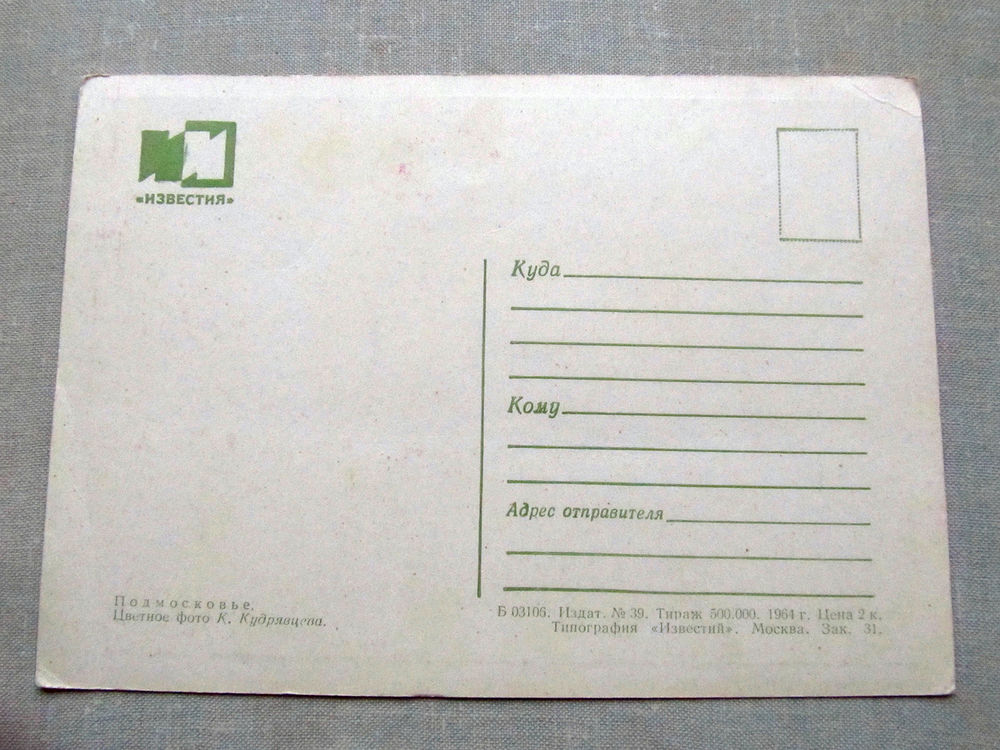 «ИЗВЕСТИЯ»
Куда
Кому
Адрес отправителя
Подмосковье.
Цветное фото К. Кудрявцева.
Б 03106. Издат. № 39. Тираж 500.000. 1964 г. Цена 2 к.
Типография «Известий». Москва. Зак. 31.